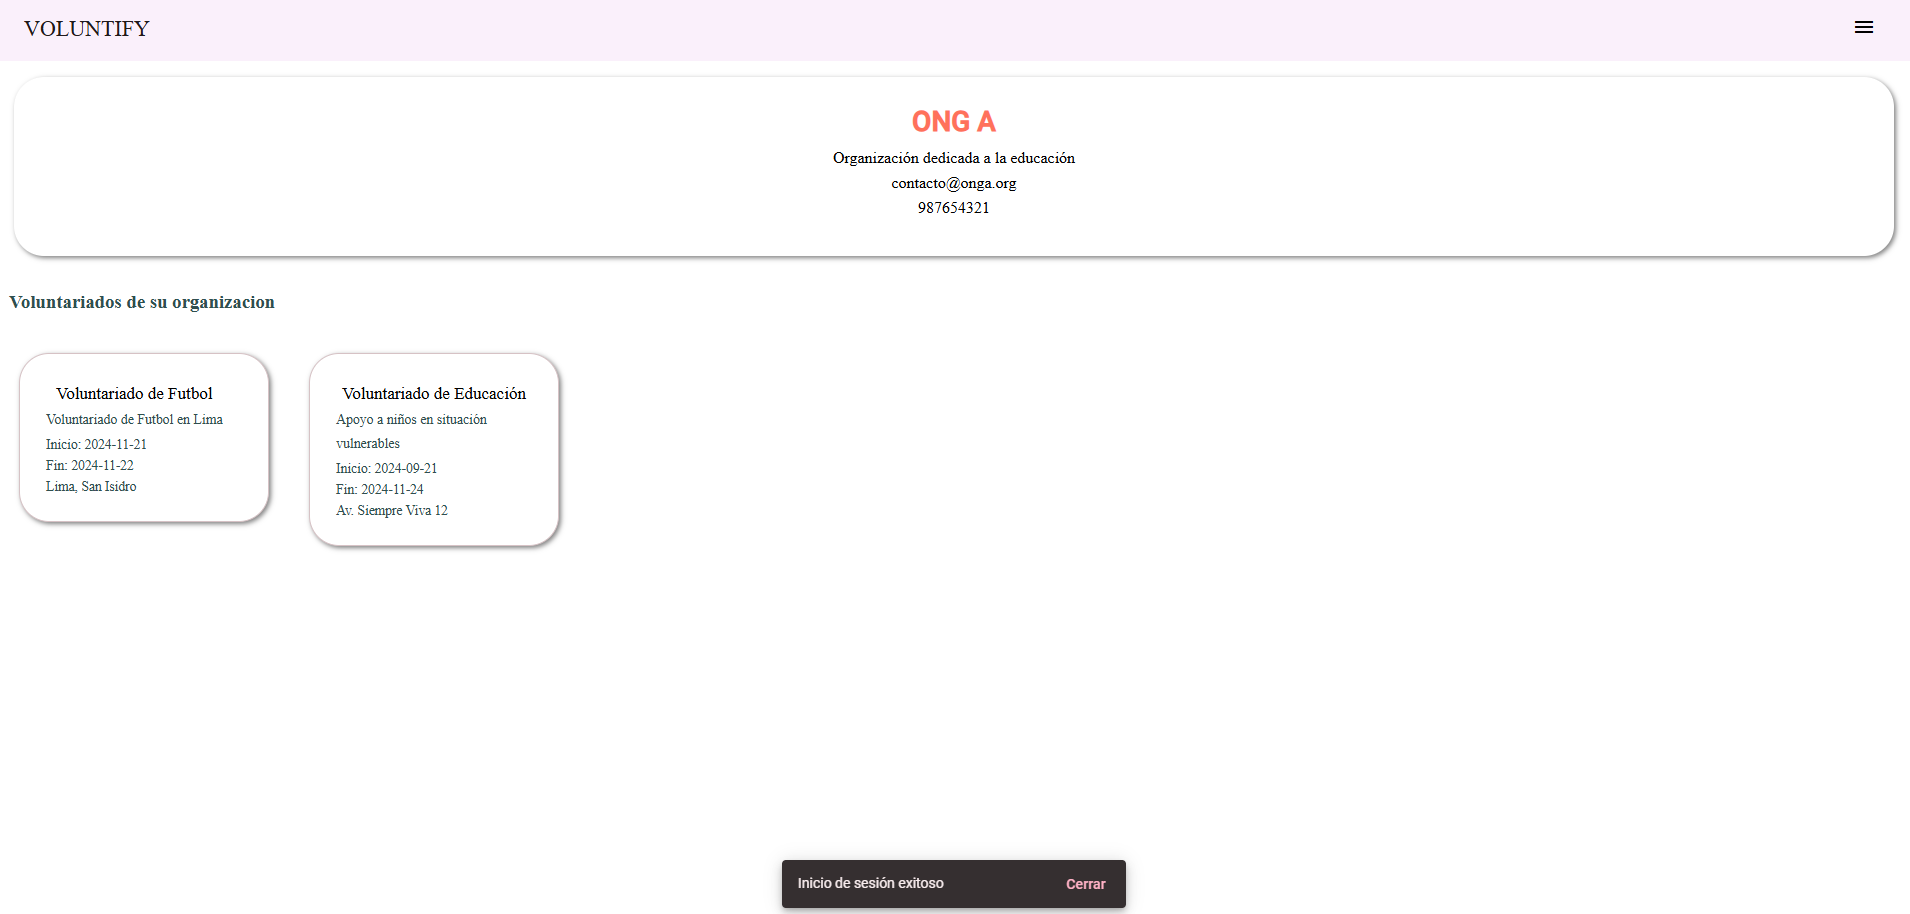 VOLUNTIFY
ONG A
Organización dedicada a la educación
contacto@onga.org
987654321
Voluntariados de su organizacion
Voluntariado de Futbol
Voluntariado de Futbol en Lima
Inicio: 2024-11-21
Fin: 2024-11-22
Lima, San Isidro
Voluntariado de Educación
Apoyo a niños en situación
vulnerables
Inicio: 2024-09-21
Fin: 2024-11-24
Av. Siempre Viva 12
Inicio de sesión exitoso
Cerrar